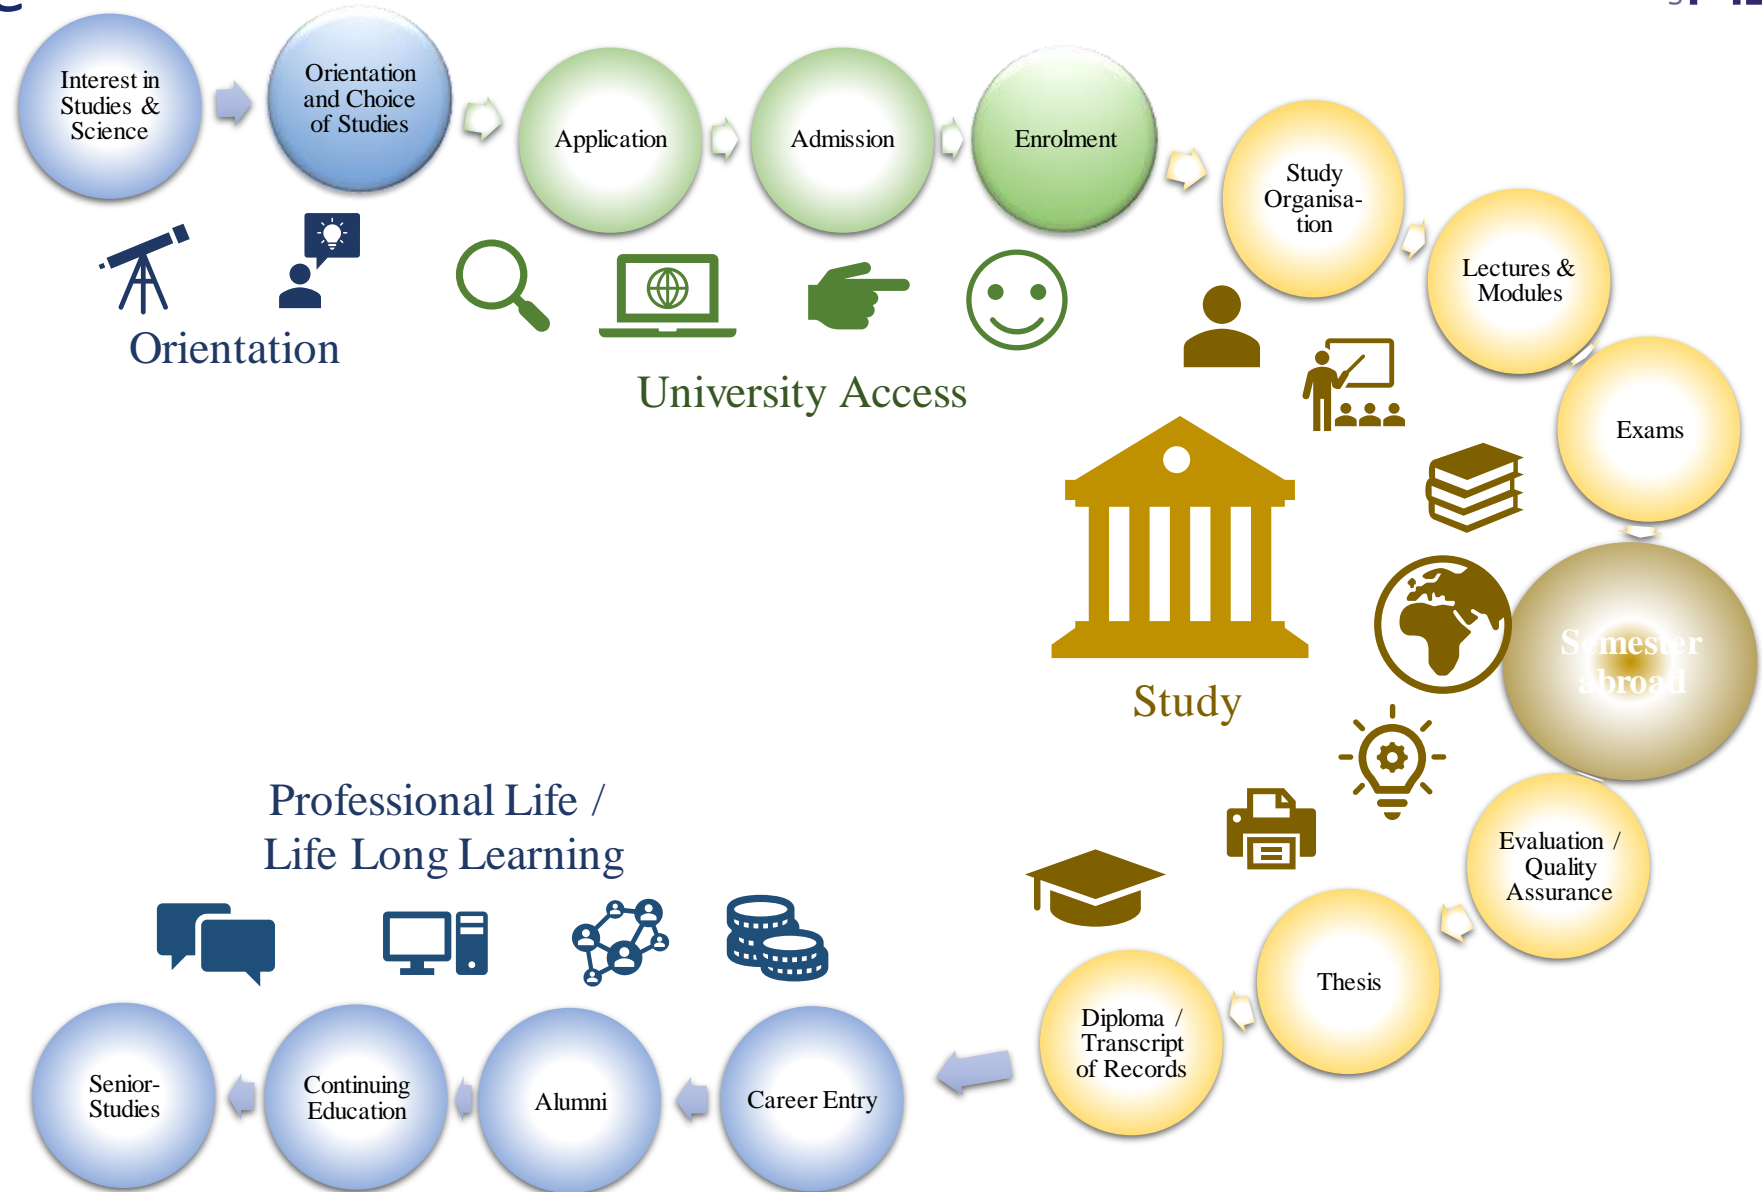 Interest in
Studies &
Science
Orientation
and Choice
of Studies
Application
Admission
Enrolment
Study
Organisa-
tion
Lectures &
Modules
Exams
Semester
abroad
Evaluation /
Quality
Assurance
Thesis
Diploma /
Transcript
of Records
Career Entry
Alumni
Continuing
Education
Senior-
Studies
Orientation
University Access
Study
Professional Life /
Life Long Learning